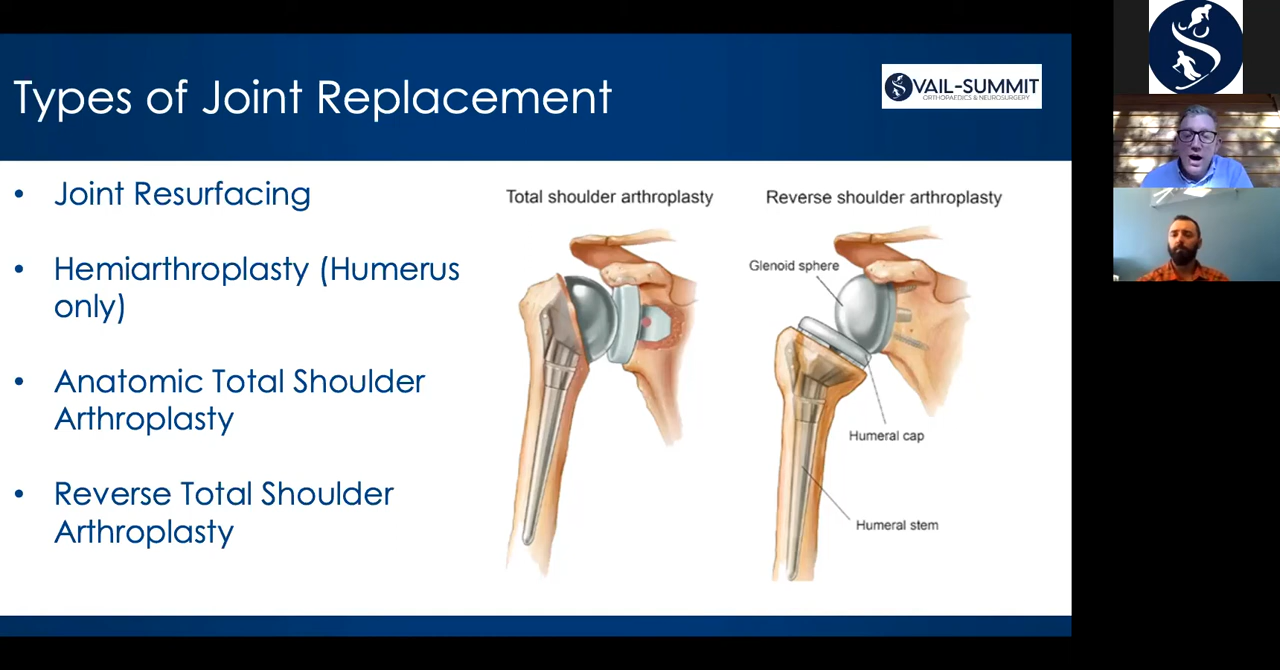 Types of Joint Replacement
VAIL-SUMMIT
ORTHOPAEDICS & NEUROSURGERY
• Joint Resurfacing
• Hemiarthroplasty (Humerus
only)
• Anatomic Total Shoulder
Arthroplasty
• Reverse Total Shoulder
Arthroplasty
Total shoulder arthroplasty
Reverse shoulder arthroplasty
Glenoid sphere
Humeral cap
Humeral stem